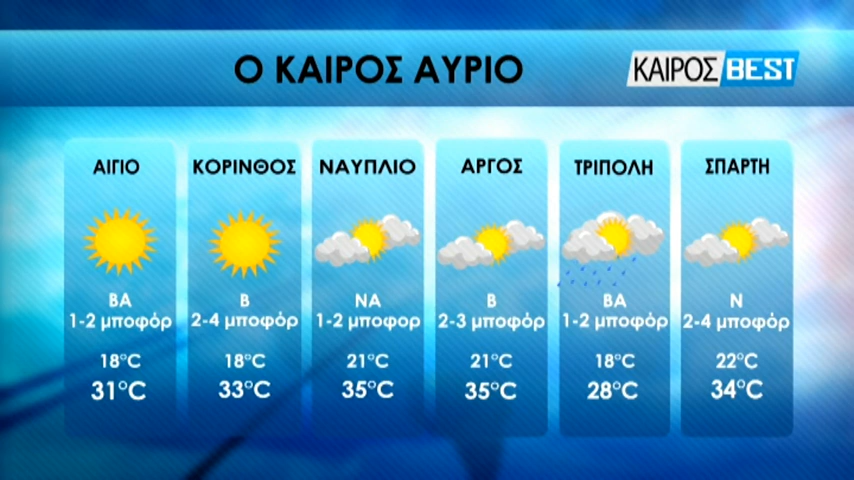 Ο ΚΑΙΡΟΣ ΑΥΡΙΟ
ΚΑΙΡΟΣ BEST
ΑΙΓΙΟ ΚΟΡΙΝΘΟΣ ΝΑΥΠΛΙΟ ΑΡΓΟΣ ΤΡΙΠΟΛΗ ΣΠΑΡΤΗ
ΒΑ Β ΝΑ Β ΒΑ Ν
1-2 μποφόρ 2-4 μποφόρ 1-2 μποφορ 2-3 μποφόρ 1-2 μποφόρ 2-4 μποφόρ
18°C 18°C 21°C 21°C 18°C 22°C
31°C 33°C 35°C 35°C 28°C 34°C